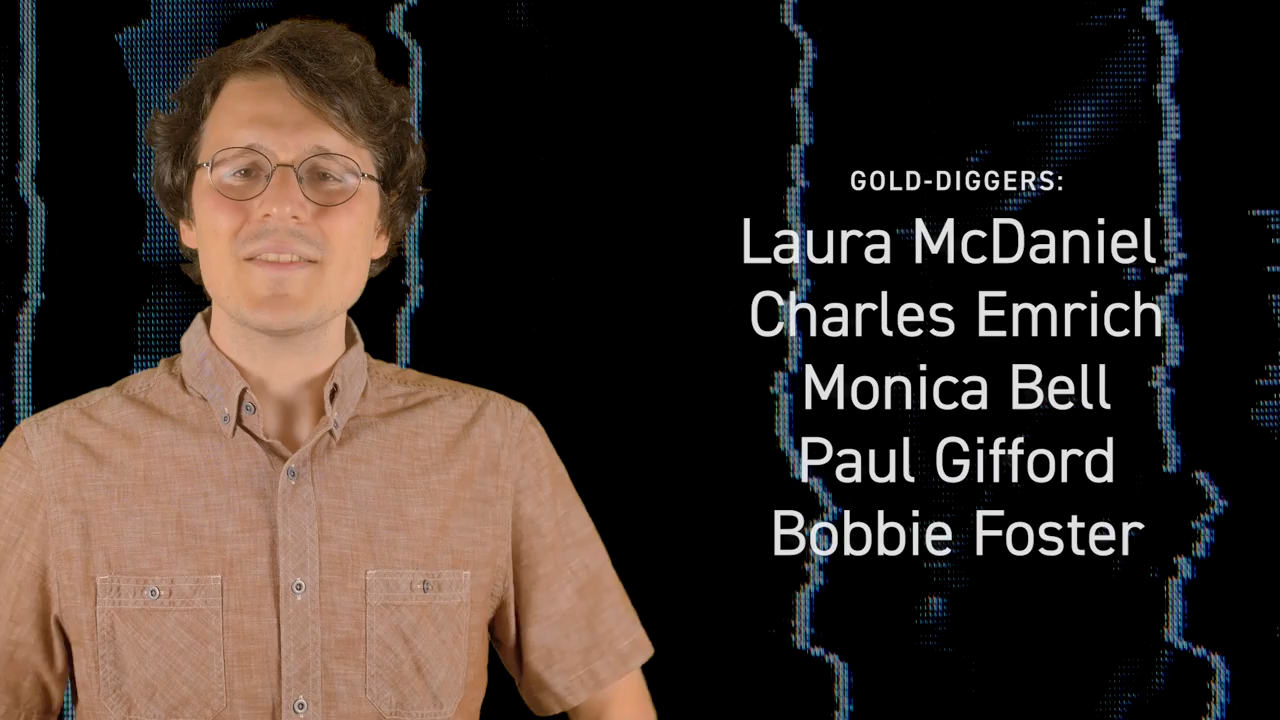 GOLD-DIGGERS:
Laura McDaniel
Charles Emrich
Monica Bell
Paul Gifford
Bobbie Foster